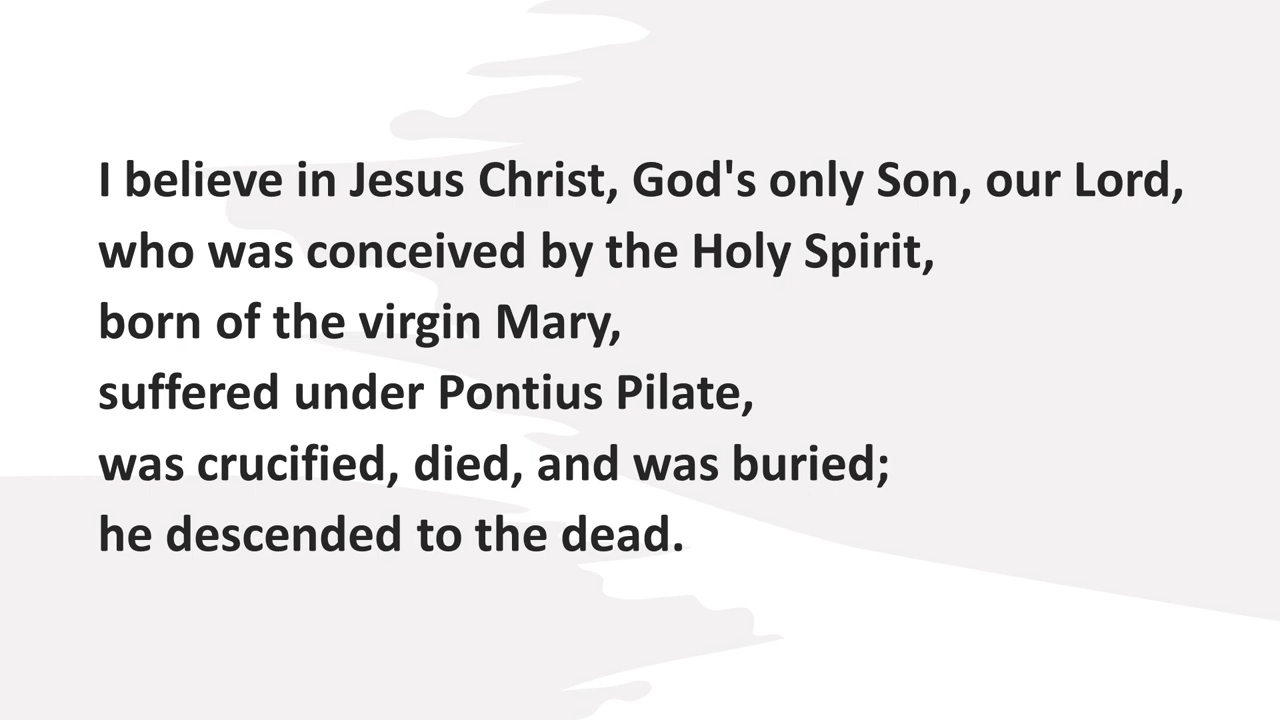 I believe in Jesus Christ, God's only Son, our Lord,
who was conceived by the Holy Spirit,
born of the virgin Mary,
suffered under Pontius Pilate,
was crucified, died, and was buried;
he descended to the dead.